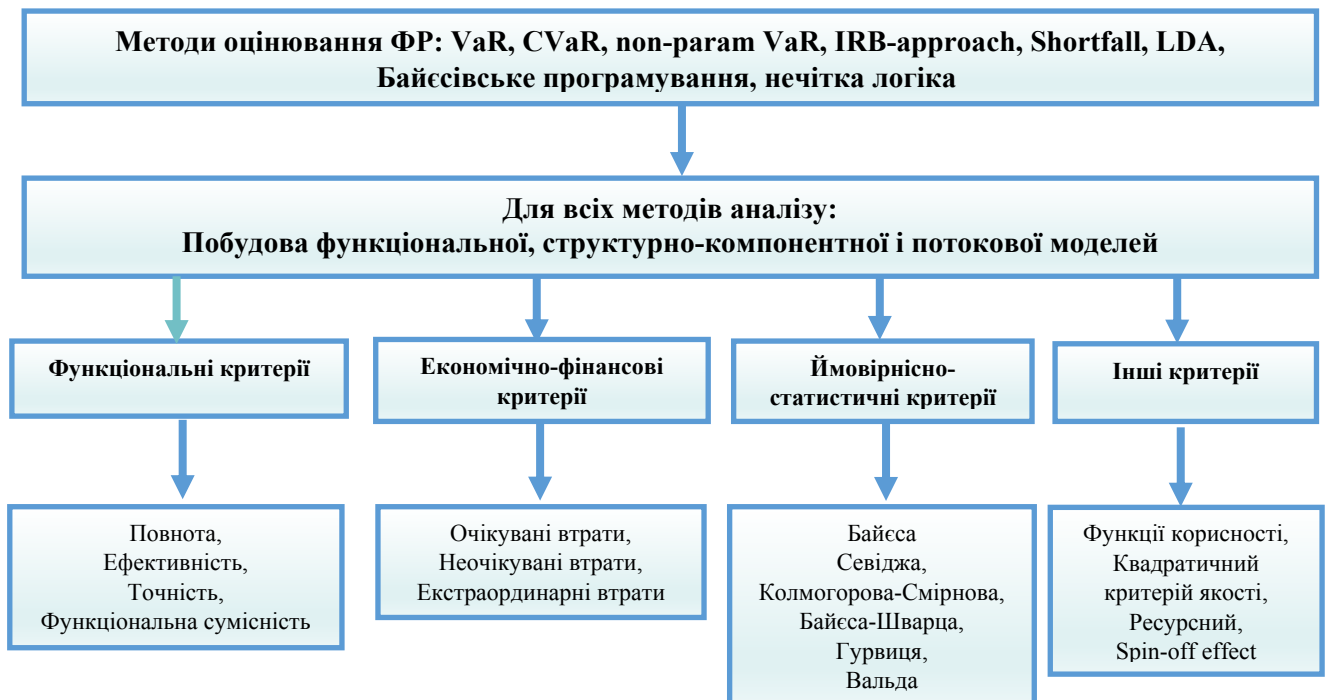 Методи оцінювання ФР: VaR, CVaR, non-param VaR, IRB-approach, Shortfall, LDA,
Байєсівське програмування, нечітка логіка
Для всіх методів аналізу:
Побудова функціональної, структурно-компонентної і потокової моделей
Функціональні критерії
Економічно-фінансові
критерії
Ймовірнісно-
статистичні критерії
Інші критерії
Повнота,
Ефективність,
Точність,
Функціональна сумісність
Очікувані втрати,
Неочікувані втрати,
Екстраординарні втрати
Байєса
Севіджа,
Колмогорова-Смірнова,
Байєса-Шварца,
Гурвиця,
Вальда
Функції корисності,
Квадратичний
критерій якості,
Ресурсний,
Spin-off effect